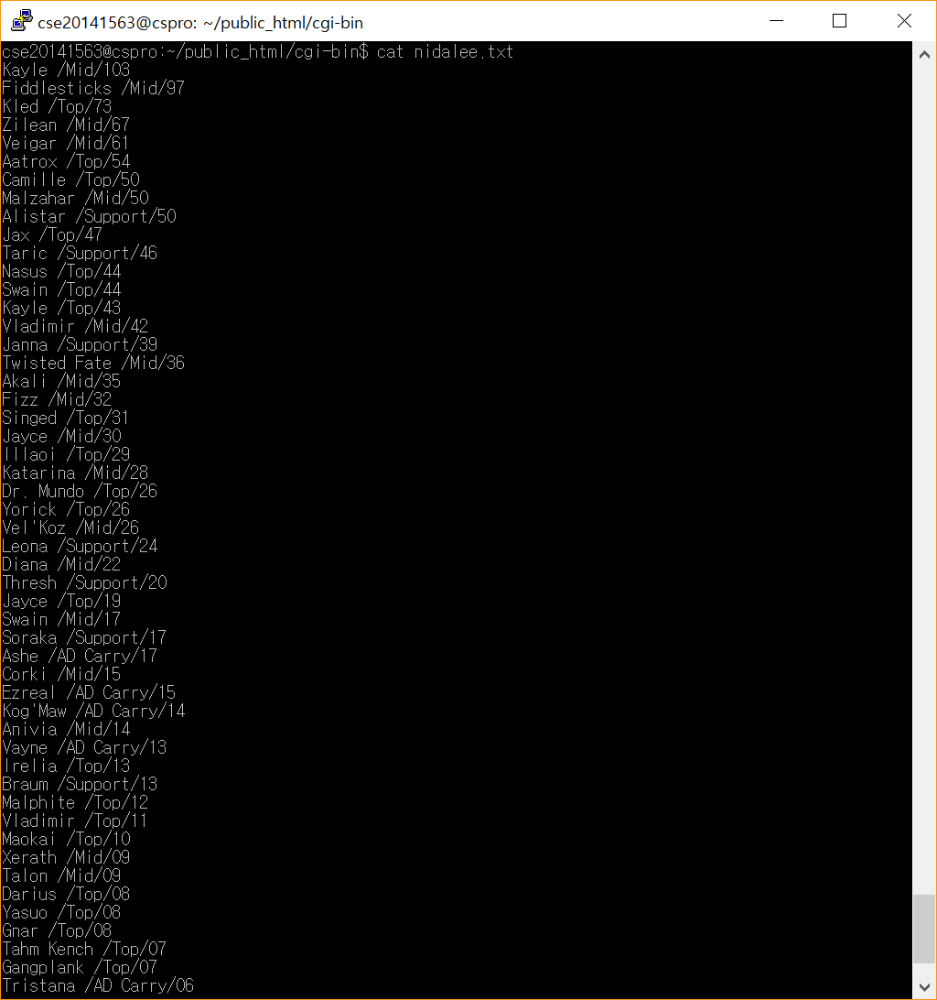 cse20141563@cspro: ~/public_html/cgi-bin
cse20141563@cspro:~/public_html/cgi-bin$ cat nidalee.txt
Kayle /Mid/103
Fiddlesticks /Mid/97
Kled /Top/73
Zilean /Mid/67
Veigar /Mid/61
Aatrox /Top/54
Camille /Top/50
Malzahar /Mid/50
Alistar /Support/50
Jax /Top/47
Taric /Support/46
Nasus /Top/44
Swain /Top/44
Kayle /Top/43
Vladimir /Mid/42
Janna /Support/39
Twisted Fate /Mid/36
Akali /Mid/35
Fizz /Mid/32
Singed /Top/31
Jayce /Mid/30
Illaoi /Top/29
Katarina /Mid/28
Dr. Mundo /Top/26
Yorick /Top/26
Vel'Koz /Mid/26
Leona /Support/24
Diana /Mid/22
Thresh /Support/20
Jayce /Top/19
Swain /Mid/17
Soraka /Support/17
Ashe /AD Carry/17
Corki /Mid/15
Ezreal /AD Carry/15
Kog'Maw /AD Carry/14
Anivia /Mid/14
Vayne /AD Carry/13
Irelia /Top/13
Braum /Support/13
Malphite /Top/12
Vladimir /Top/11
Maokai /Top/10
Xerath /Mid/09
Talon /Mid/09
Darius /Top/08
Yasuo /Top/08
Gnar /Top/08
Tahm Kench /Top/07
Gangplank /Top/07
Tristana /AD Carry/06